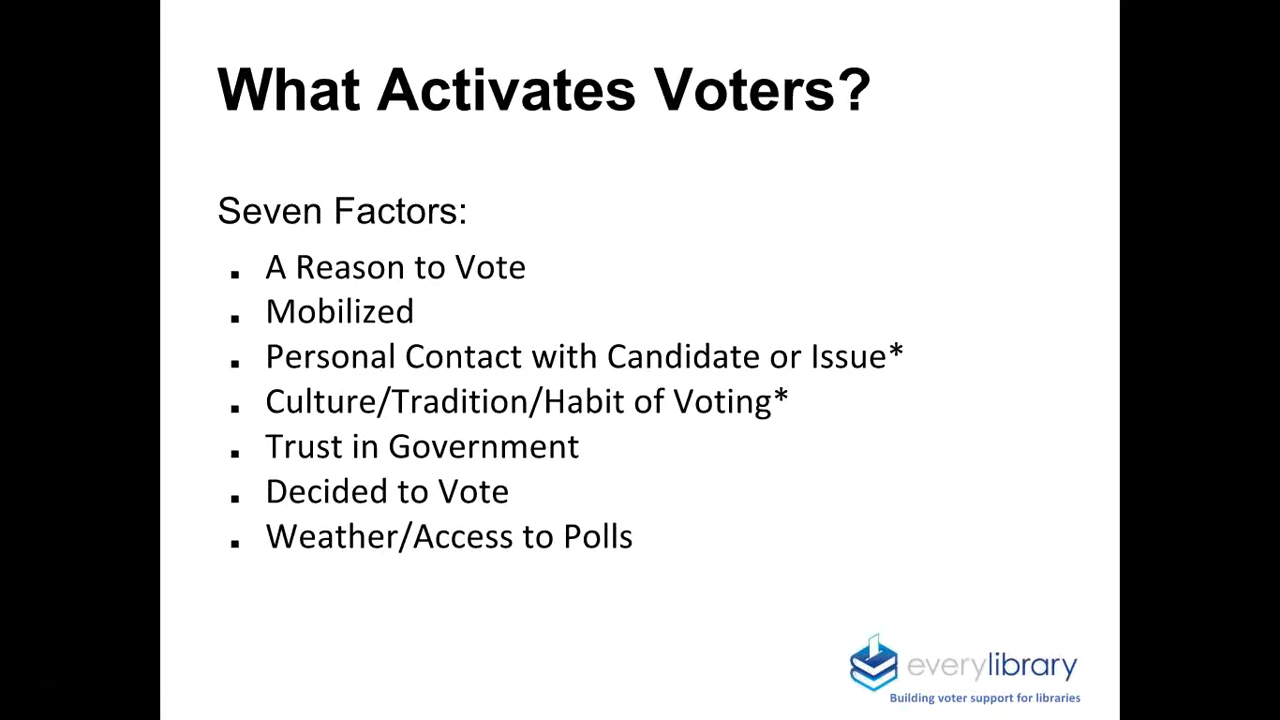 What Activates Voters?
Seven Factors:
▪ A Reason to Vote
▪ Mobilized
▪ Personal Contact with Candidate or Issue*
▪ Culture/Tradition/Habit of Voting*
▪ Trust in Government
▪ Decided to Vote
▪ Weather/Access to Polls
everylibrary
Building voter support for libraries